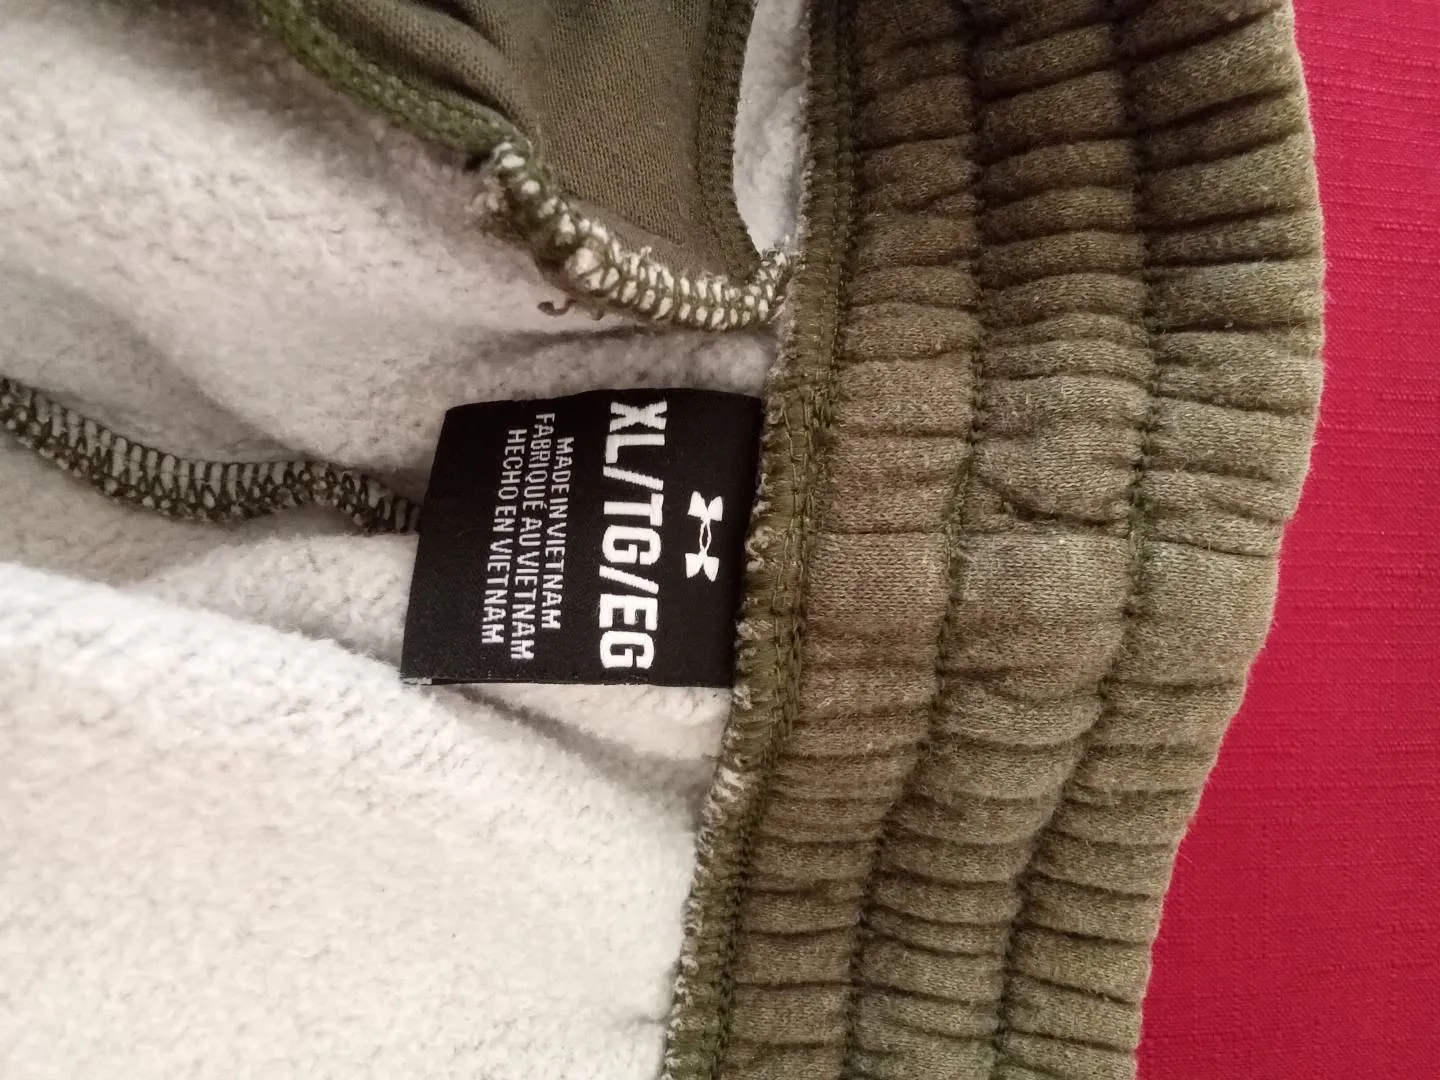 XL/TG/EG
MADE IN VIETNAM
FABRIQUÉ AU VIETNAM
HECHO EN VIETNAM